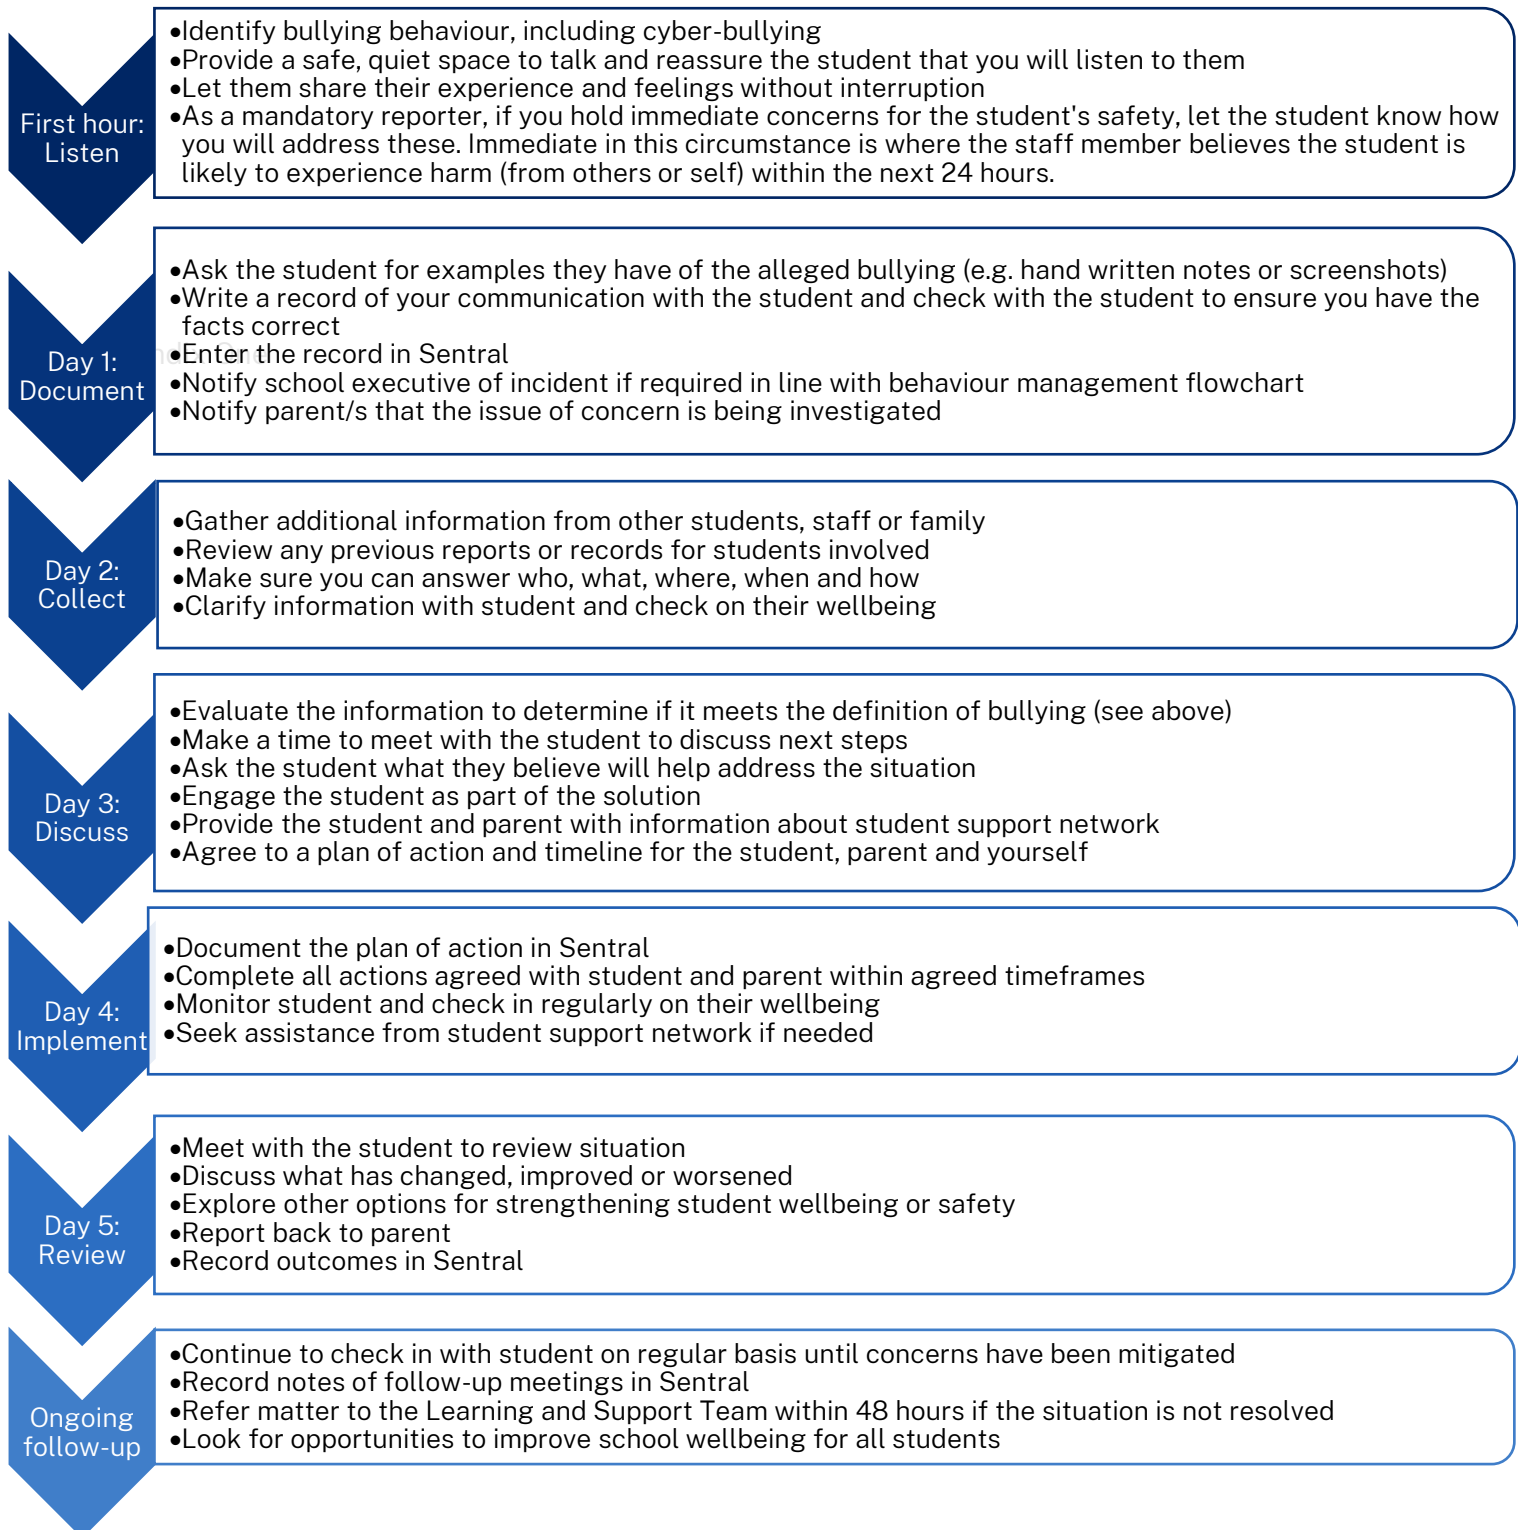 First hour:
Listen
•Identify bullying behaviour, including cyber-bullying
•Provide a safe, quiet space to talk and reassure the student that you will listen to them
•Let them share their experience and feelings without interruption
•As a mandatory reporter, if you hold immediate concerns for the student's safety, let the student know how
you will address these. Immediate in this circumstance is where the staff member believes the student is
likely to experience harm (from others or self) within the next 24 hours.
Day 1:
Document
•Ask the student for examples they have of the alleged bullying (e.g. hand written notes or screenshots)
•Write a record of your communication with the student and check with the student to ensure you have the
facts correct
•Enter the record in Sentral
•Notify school executive of incident if required in line with behaviour management flowchart
•Notify parent/s that the issue of concern is being investigated
Day 2:
Collect
•Gather additional information from other students, staff or family
•Review any previous reports or records for students involved
•Make sure you can answer who, what, where, when and how
•Clarify information with student and check on their wellbeing
Day 3:
Discuss
•Evaluate the information to determine if it meets the definition of bullying (see above)
•Make a time to meet with the student to discuss next steps
•Ask the student what they believe will help address the situation
•Engage the student as part of the solution
•Provide the student and parent with information about student support network
•Agree to a plan of action and timeline for the student, parent and yourself
Day 4:
Implement
•Document the plan of action in Sentral
•Complete all actions agreed with student and parent within agreed timeframes
•Monitor student and check in regularly on their wellbeing
•Seek assistance from student support network if needed
Day 5:
Review
•Meet with the student to review situation
•Discuss what has changed, improved or worsened
•Explore other options for strengthening student wellbeing or safety
•Report back to parent
•Record outcomes in Sentral
Ongoing
follow-up
•Continue to check in with student on regular basis until concerns have been mitigated
•Record notes of follow-up meetings in Sentral
•Refer matter to the Learning and Support Team within 48 hours if the situation is not resolved
•Look for opportunities to improve school wellbeing for all students